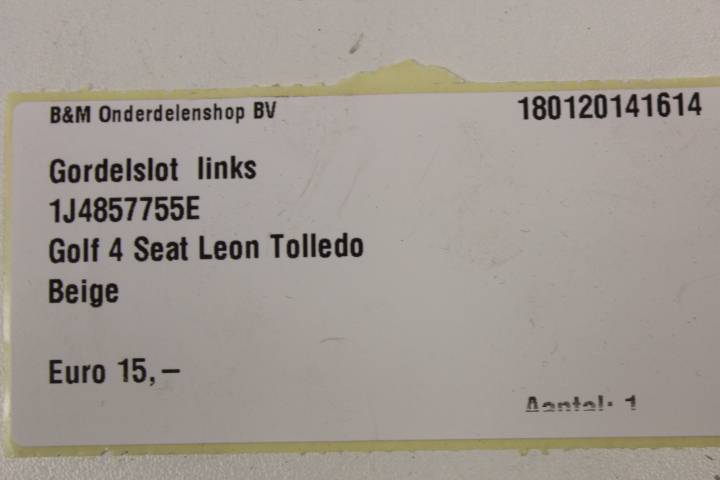 B&M Onderdelenshop BV 180120141614
Gordelslot links
1J4857755E
Golf 4 Seat Leon Tolledo
Beige
Euro 15,–
Aantal: 1